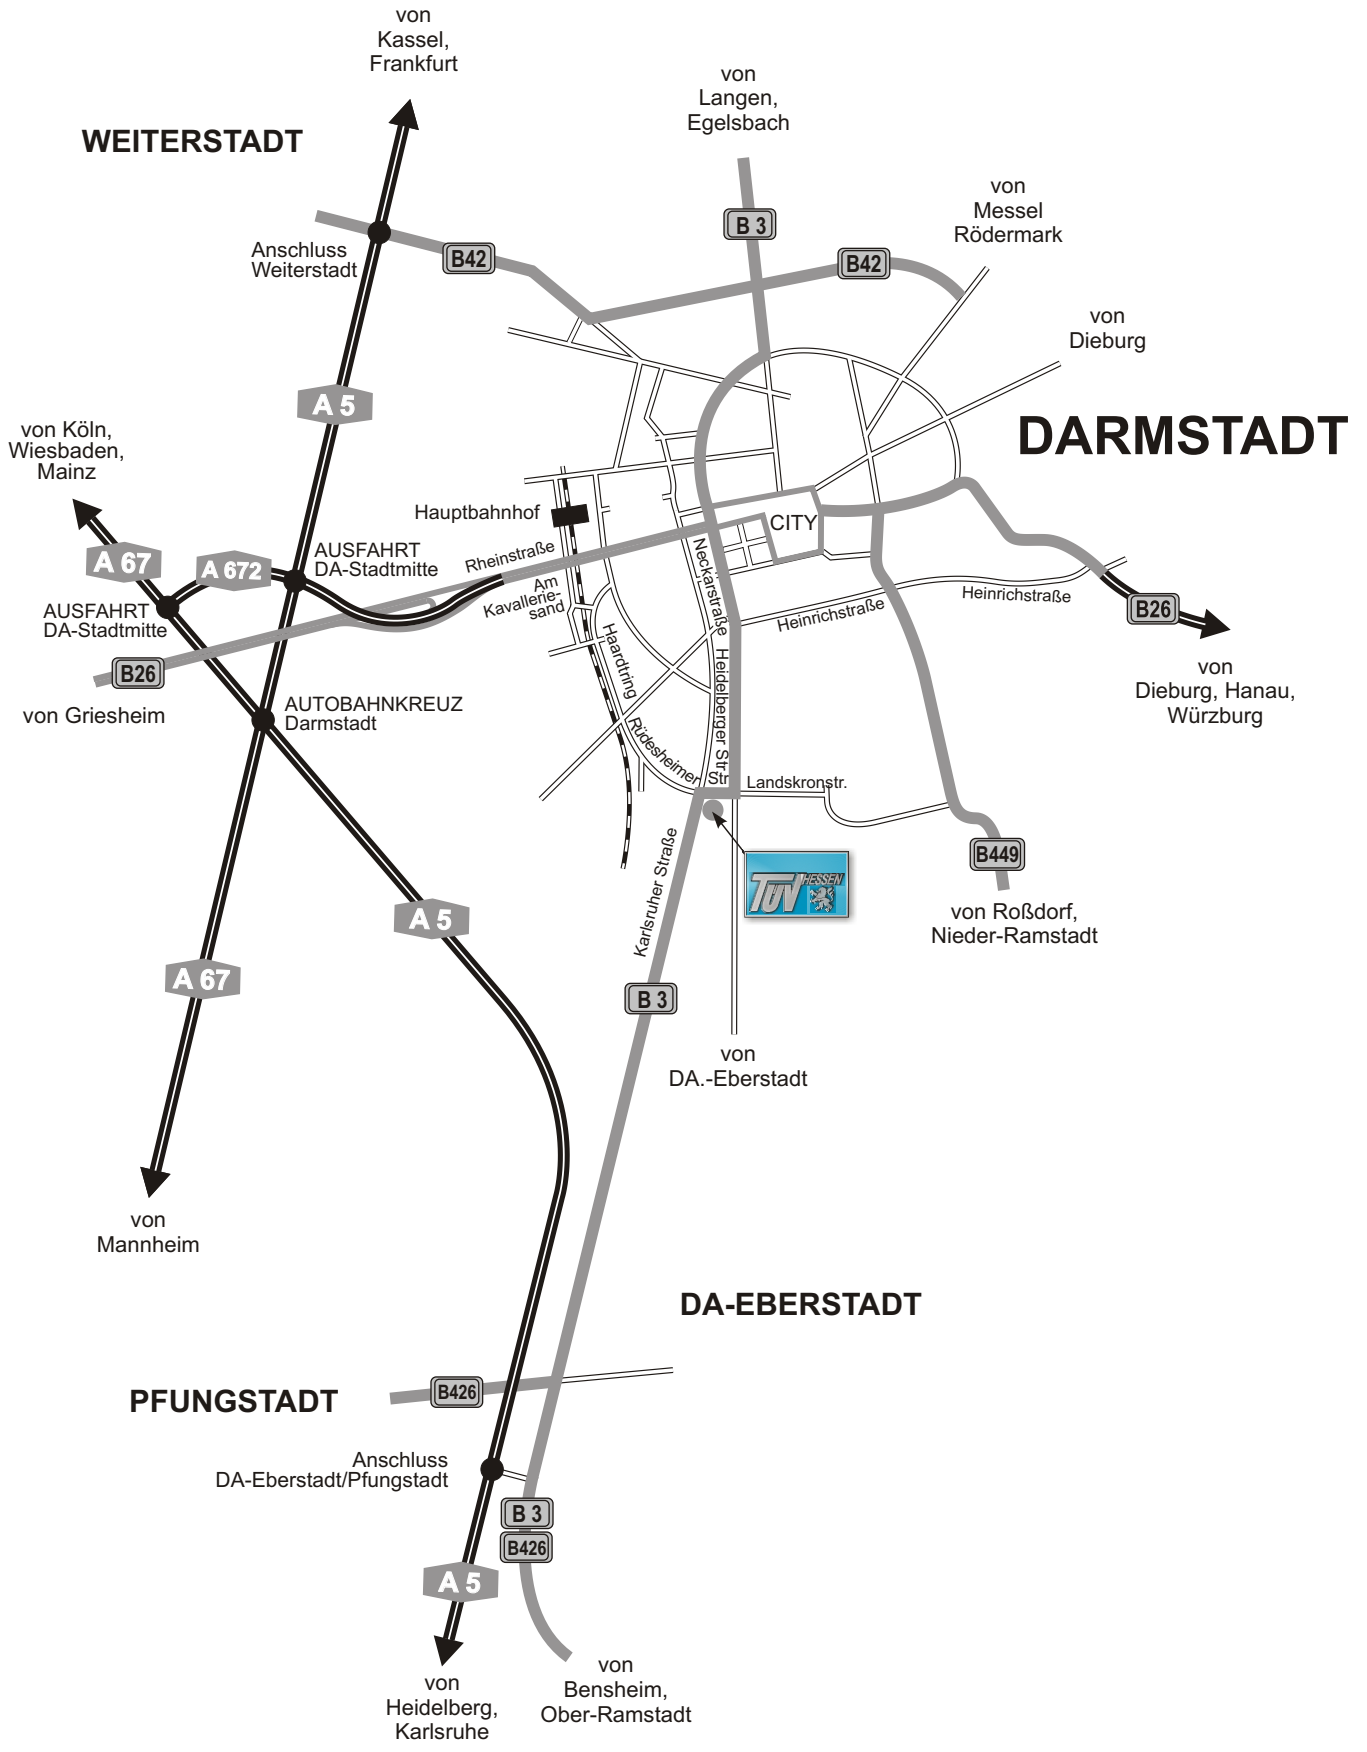 von
Kassel,
Frankfurt
WEITERSTADT
von
Langen,
Egelsbach
von
Messel
Rödermark
B 3
B42
B42
Anschluss
Weiterstadt
von
Dieburg
A 5
DARMSTADT
von Köln,
Wiesbaden,
Mainz
Hauptbahnhof
CITY
A 67
A 672
AUSFAHRT
DA-Stadtmitte
Rheinstraße
Am
Kavallerie-
sand
Neckarstraße
AUSFAHRT
DA-Stadtmitte
Heinrichstraße
Heinrichstraße
B26
Haardtring
B26
von Griesheim
von
Dieburg, Hanau,
Würzburg
AUTOBAHNKREUZ
Darmstadt
Heidelberger Str.
Rüdesheimer
Str.
Landskronstr.
Karlsruher Straße
TÜV HESSEN
B449
von Roßdorf,
Nieder-Ramstadt
A 5
A 67
B 3
von
DA.-Eberstadt
von
Mannheim
DA-EBERSTADT
B426
PFUNGSTADT
Anschluss
DA-Eberstadt/Pfungstadt
B 3
B426
A 5
von
Heidelberg,
Karlsruhe
von
Bensheim,
Ober-Ramstadt